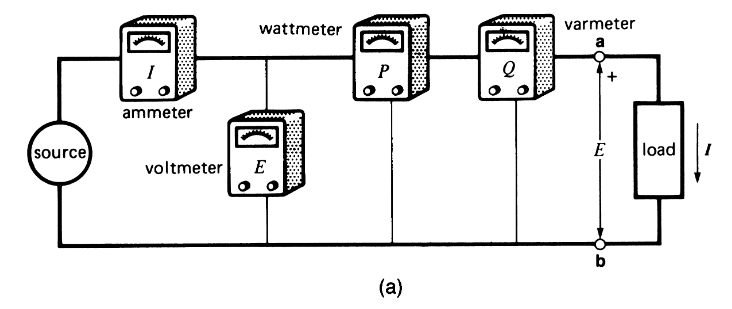 wattmeter
varmeter
a
I
P
Q
+
ammeter
source
voltmeter
E
E
load
I
b
(a)